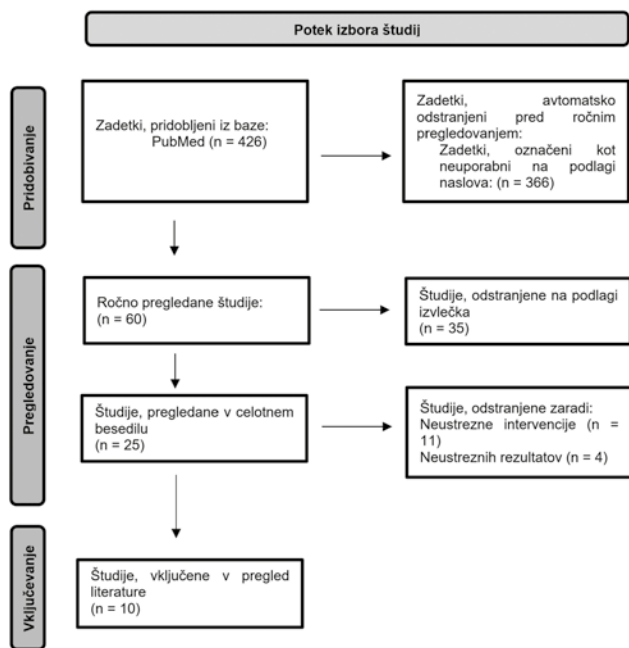 Potek izbora študij
Pridobivanje
Zadetki, pridobljeni iz baze:
PubMed (n = 426)
Zadetki, avtomatsko
odstranjeni pred ročnim
pregledovanjem:
Zadetki, označeni kot
neuporabni na podlagi
naslova: (n = 366)
Pregledovanje
Ročno pregledane študije:
(n = 60)
Študije, odstranjene na podlagi
izvlečka
(n = 35)
Študije, pregledane v celotnem
besedilu
(n = 25)
Študije, odstranjene zaradi:
Neustrezne intervencije (n =
11)
Neustreznih rezultatov (n = 4)
Vključevanje
Študije, vključene v pregled
literature
(n = 10)